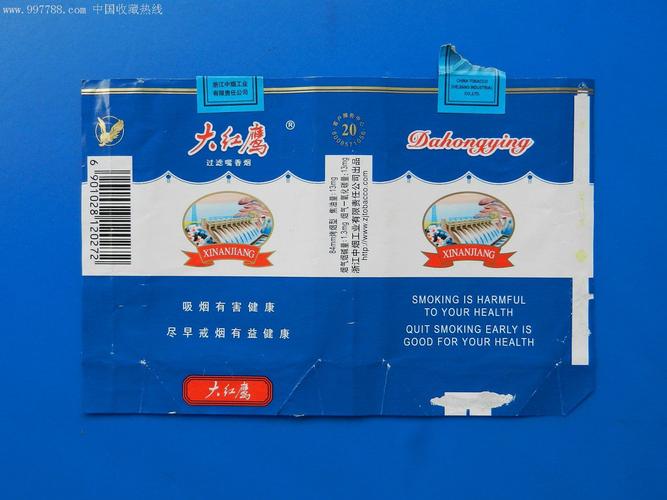 www.997788.com 中国收藏热线
浙江中烟工业
有限责任公司
CHINA TOBACCO
ZHEJIANG INDUSTRIAL
CO.,LTD
大红鹰®
过滤嘴香烟
20
Dahongying
6901028120272
XINANJIANG
84mm烤烟型 焦油量:13mg
烟气烟碱量:1.3mg 烟气一氧化碳量:13mg
浙江中烟工业有限责任公司出品
http://www.zjtobacco.com
XINANJIANG
吸烟有害健康
尽早戒烟有益健康
SMOKING IS HARMFUL
TO YOUR HEALTH
QUIT SMOKING EARLY IS
GOOD FOR YOUR HEALTH
大红鹰